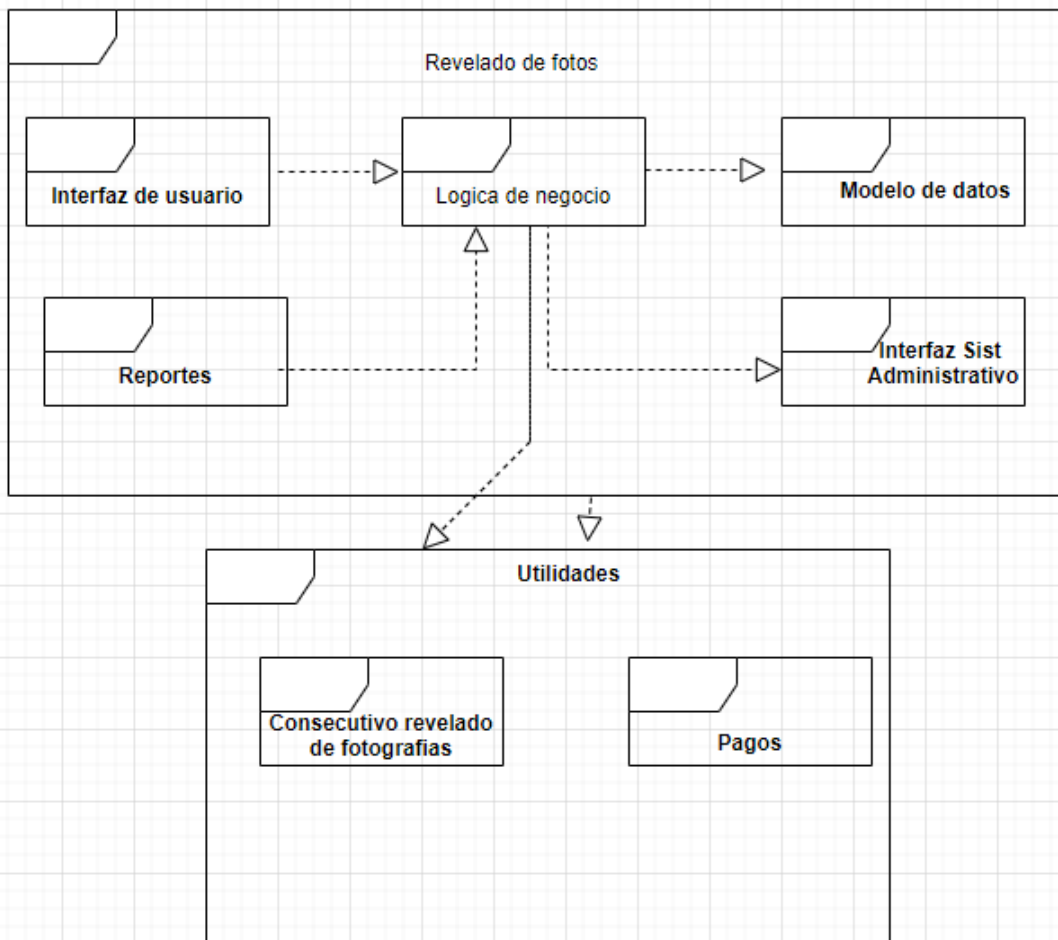 Revelado de fotos
Interfaz de usuario
Logica de negocio
Modelo de datos
Reportes
Interfaz Sist
Administrativo
Utilidades
Consecutivo revelado
de fotografias
Pagos